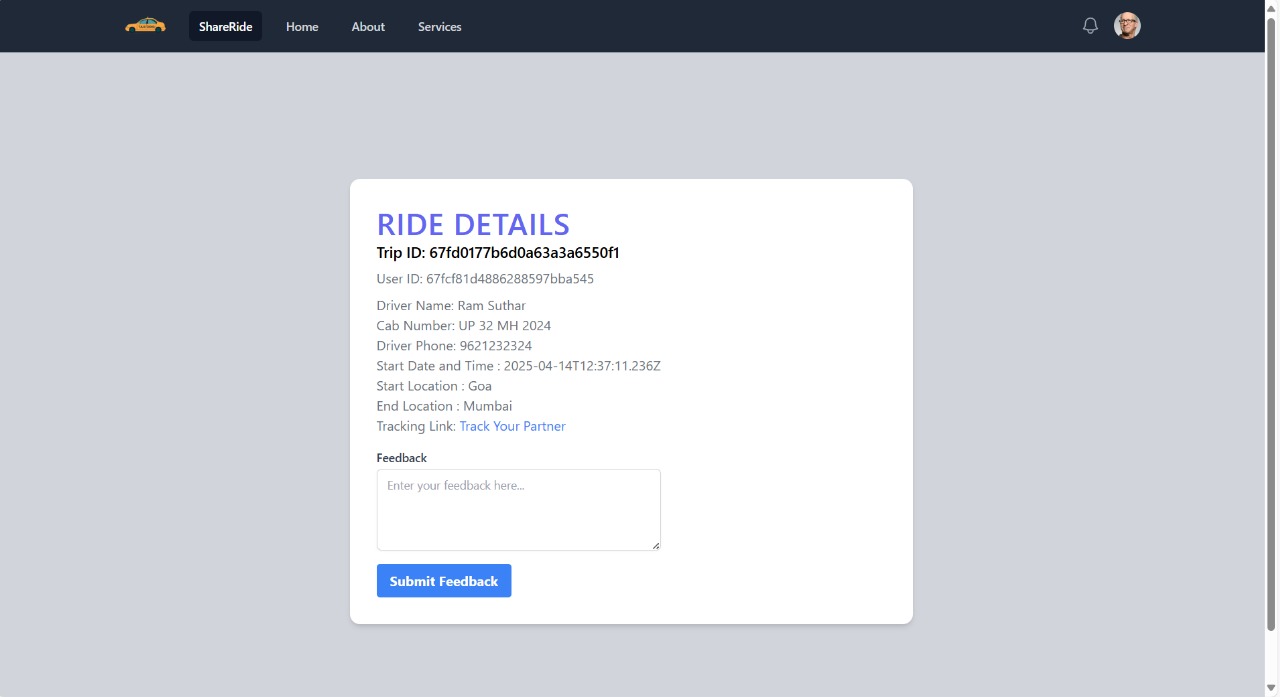 ShareRide Home About Services
RIDE DETAILS
Trip ID: 67fd0177b6d0a63a3a6550f1
User ID: 67fcf81d4886288597bba545
Driver Name: Ram Suthar
Cab Number: UP 32 MH 2024
Driver Phone: 9621232324
Start Date and Time : 2025-04-14T12:37:11.236Z
Start Location : Goa
End Location : Mumbai
Tracking Link: Track Your Partner
Feedback
Enter your feedback here...
Submit Feedback